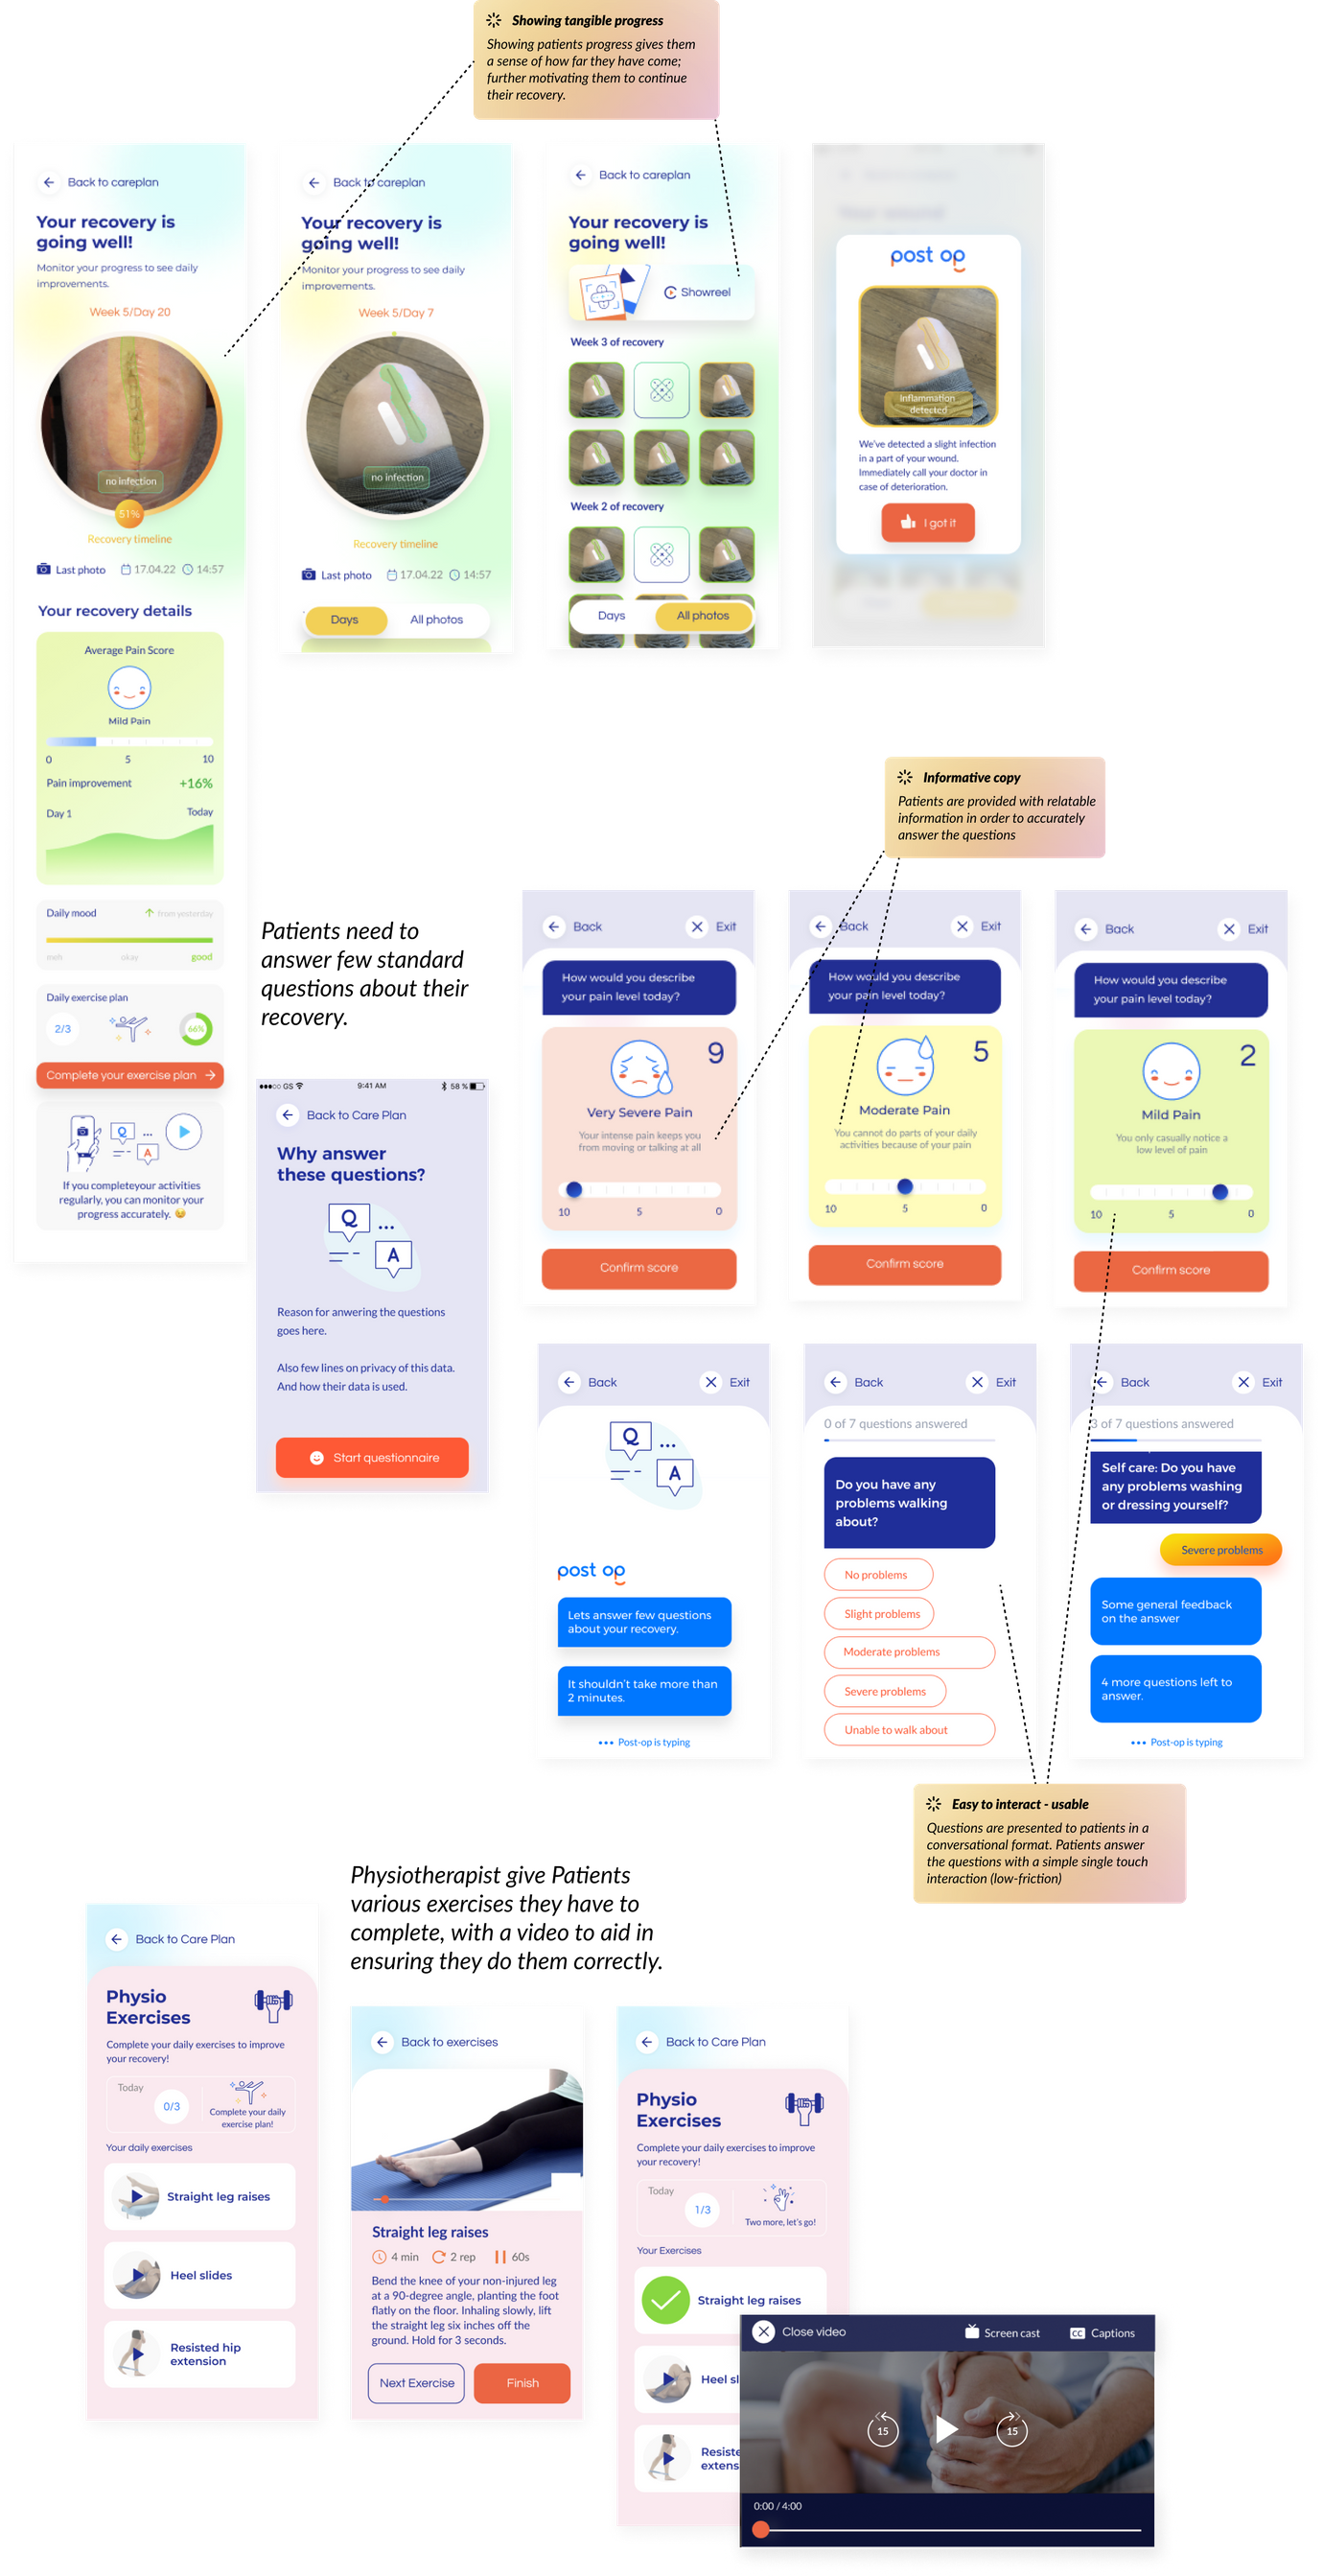 Showing tangible progress
Showing patients progress gives them
a sense of how far they have come;
further motivating them to continue
their recovery.
Back to careplan
Your recovery is
going well!
Monitor your progress to see daily
improvements.
Week 5/Day 20
no infection
51%
Recovery timeline
Last photo
17.04.22
14:57
Your recovery details
Average Pain Score
Mild Pain
0
5
10
Pain improvement
+16%
Day 1
Today
Daily mood
from yesterday
meh
okay
good
Daily exercise plan
2/3
66%
Complete your exercise plan
Q
...
A
If you completeyour activities
regularly, you can monitor your
progress accurately.
Back to careplan
Your recovery is
going well!
Monitor your progress to see daily
improvements.
Week 5/Day 7
no infection
Recovery timeline
Last photo
17.04.22
14:57
Days
All photos
Back to careplan
Your recovery is
going well!
Showreel
Week 3 of recovery
Week 2 of recovery
Days
All photos
post op
Inflammation
detected
We've detected a slight infection
in a part of your wound.
Immediately call your doctor in
case of deterioration.
I got it
Informative copy
Patients are provided with relatable
information in order to accurately
answer the questions
Patients need to
answer few standard
questions about their
recovery.
GS
9:41 AM
58 %
Back to Care Plan
Why answer
these questions?
Q
...
A
Reason for anwering the questions
goes here.
Also few lines on privacy of this data.
And how their data is used.
Start questionnaire
Back
Exit
How would you describe
your pain level today?
9
Very Severe Pain
Your intense pain keeps you
from moving or talking at all
10
5
0
Confirm score
Back
Exit
How would you describe
your pain level today?
5
Moderate Pain
You cannot do parts of your daily
activities because of your pain
10
5
0
Confirm score
Back
Exit
How would you describe
your pain level today?
2
Mild Pain
You only casually notice a
low level of pain
10
5
0
Confirm score
Back
Exit
Q
...
A
post op
Lets answer few questions
about your recovery.
It shouldn't take more than
2 minutes.
Post-op is typing
Back
Exit
0 of 7 questions answered
Do you have any
problems walking
about?
No problems
Slight problems
Moderate problems
Severe problems
Unable to walk about
Back
Exit
3 of 7 questions answered
Self care: Do you have
any problems washing
or dressing yourself?
Severe problems
Some general feedback
on the answer
4 more questions left to
answer.
Post-op is typing
Easy to interact - usable
Questions are presented to patients in a
conversational format. Patients answer
the questions with a simple single touch
interaction (low-friction)
Physiotherapist give Patients
various exercises they have to
complete, with a video to aid in
ensuring they do them correctly.
Back to Care Plan
Physio
Exercises
Complete your daily exercises to improve
your recovery!
Today
0/3
Complete your daily
exercise plan!
Your daily exercises
Straight leg raises
Heel slides
Resisted hip
extension
Back to exercises
Straight leg raises
4 min
2 rep
60s
Bend the knee of your non-injured leg
at a 90-degree angle, planting the foot
flatly on the floor. Inhaling slowly, lift
the straight leg six inches off the
ground. Hold for 3 seconds.
Next Exercise
Finish
Back to Care Plan
Physio
Exercises
Complete your daily exercises to improve
your recovery!
Today
1/3
Two more, let's go!
Your Exercises
Straight leg raises
Heel sl
Resiste
extens
Close video
Screen cast
CC
Captions
15
15
0:00 / 4:00